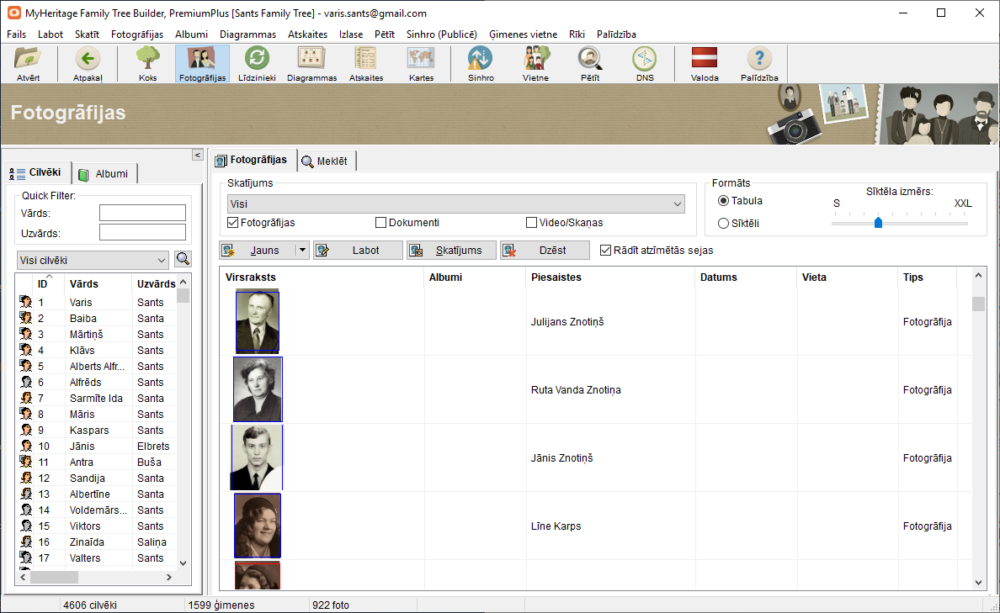 MyHeritage Family Tree Builder, PremiumPlus [Sants Family Tree] - varis.sants@gmail.com
Fails Labot Skatīt Fotogrāfijas Albumi Diagrammas Atskaites Izlase Pētīt Sinhro (Publicē) Ģimenes vietne Rīki Palīdzība
Atvērt Atpakaļ Koks Fotogrāfijas Līdzinieki Diagrammas Atskaites Kartes Sinhro Vietne Pētīt DNS Valoda Palīdzība
Fotogrāfijas
<
Cilvēki Albumi
Quick Filter:
Vārds:
Uzvārds:
Visi cilvēki
ID Vārds Uzvārds
1 Varis Sants
2 Baiba Santa
3 Mārtiņš Sants
4 Klāvs Sants
5 Alberts Alfr... Sants
6 Alfrēds Sants
7 Sarmīte Ida Santa
8 Māris Sants
9 Kaspars Sants
10 Jānis Elbrets
11 Antra Buša
12 Sandija Santa
13 Albertīne Santa
14 Voldemārs... Sants
15 Viktors Sants
16 Zinaīda Saliņa
17 Valters Sants
Fotogrāfijas Meklēt
Skatījums
Visi
Fotogrāfijas Dokumenti Video/Skaņas
Formāts
Tabula
Sīktēli
Sīktēla izmērs:
S XXL
Jauns Labot Skatījums Dzēst Rādīt atzīmētās sejas
Virsraksts Albumi Piesaistes Datums Vieta Tips
Julijans Znotiņš Fotogrāfija
Ruta Vanda Znotiņa Fotogrāfija
Jānis Znotiņš Fotogrāfija
Līne Karps Fotogrāfija
4606 cilvēki 1599 ģimenes 922 foto